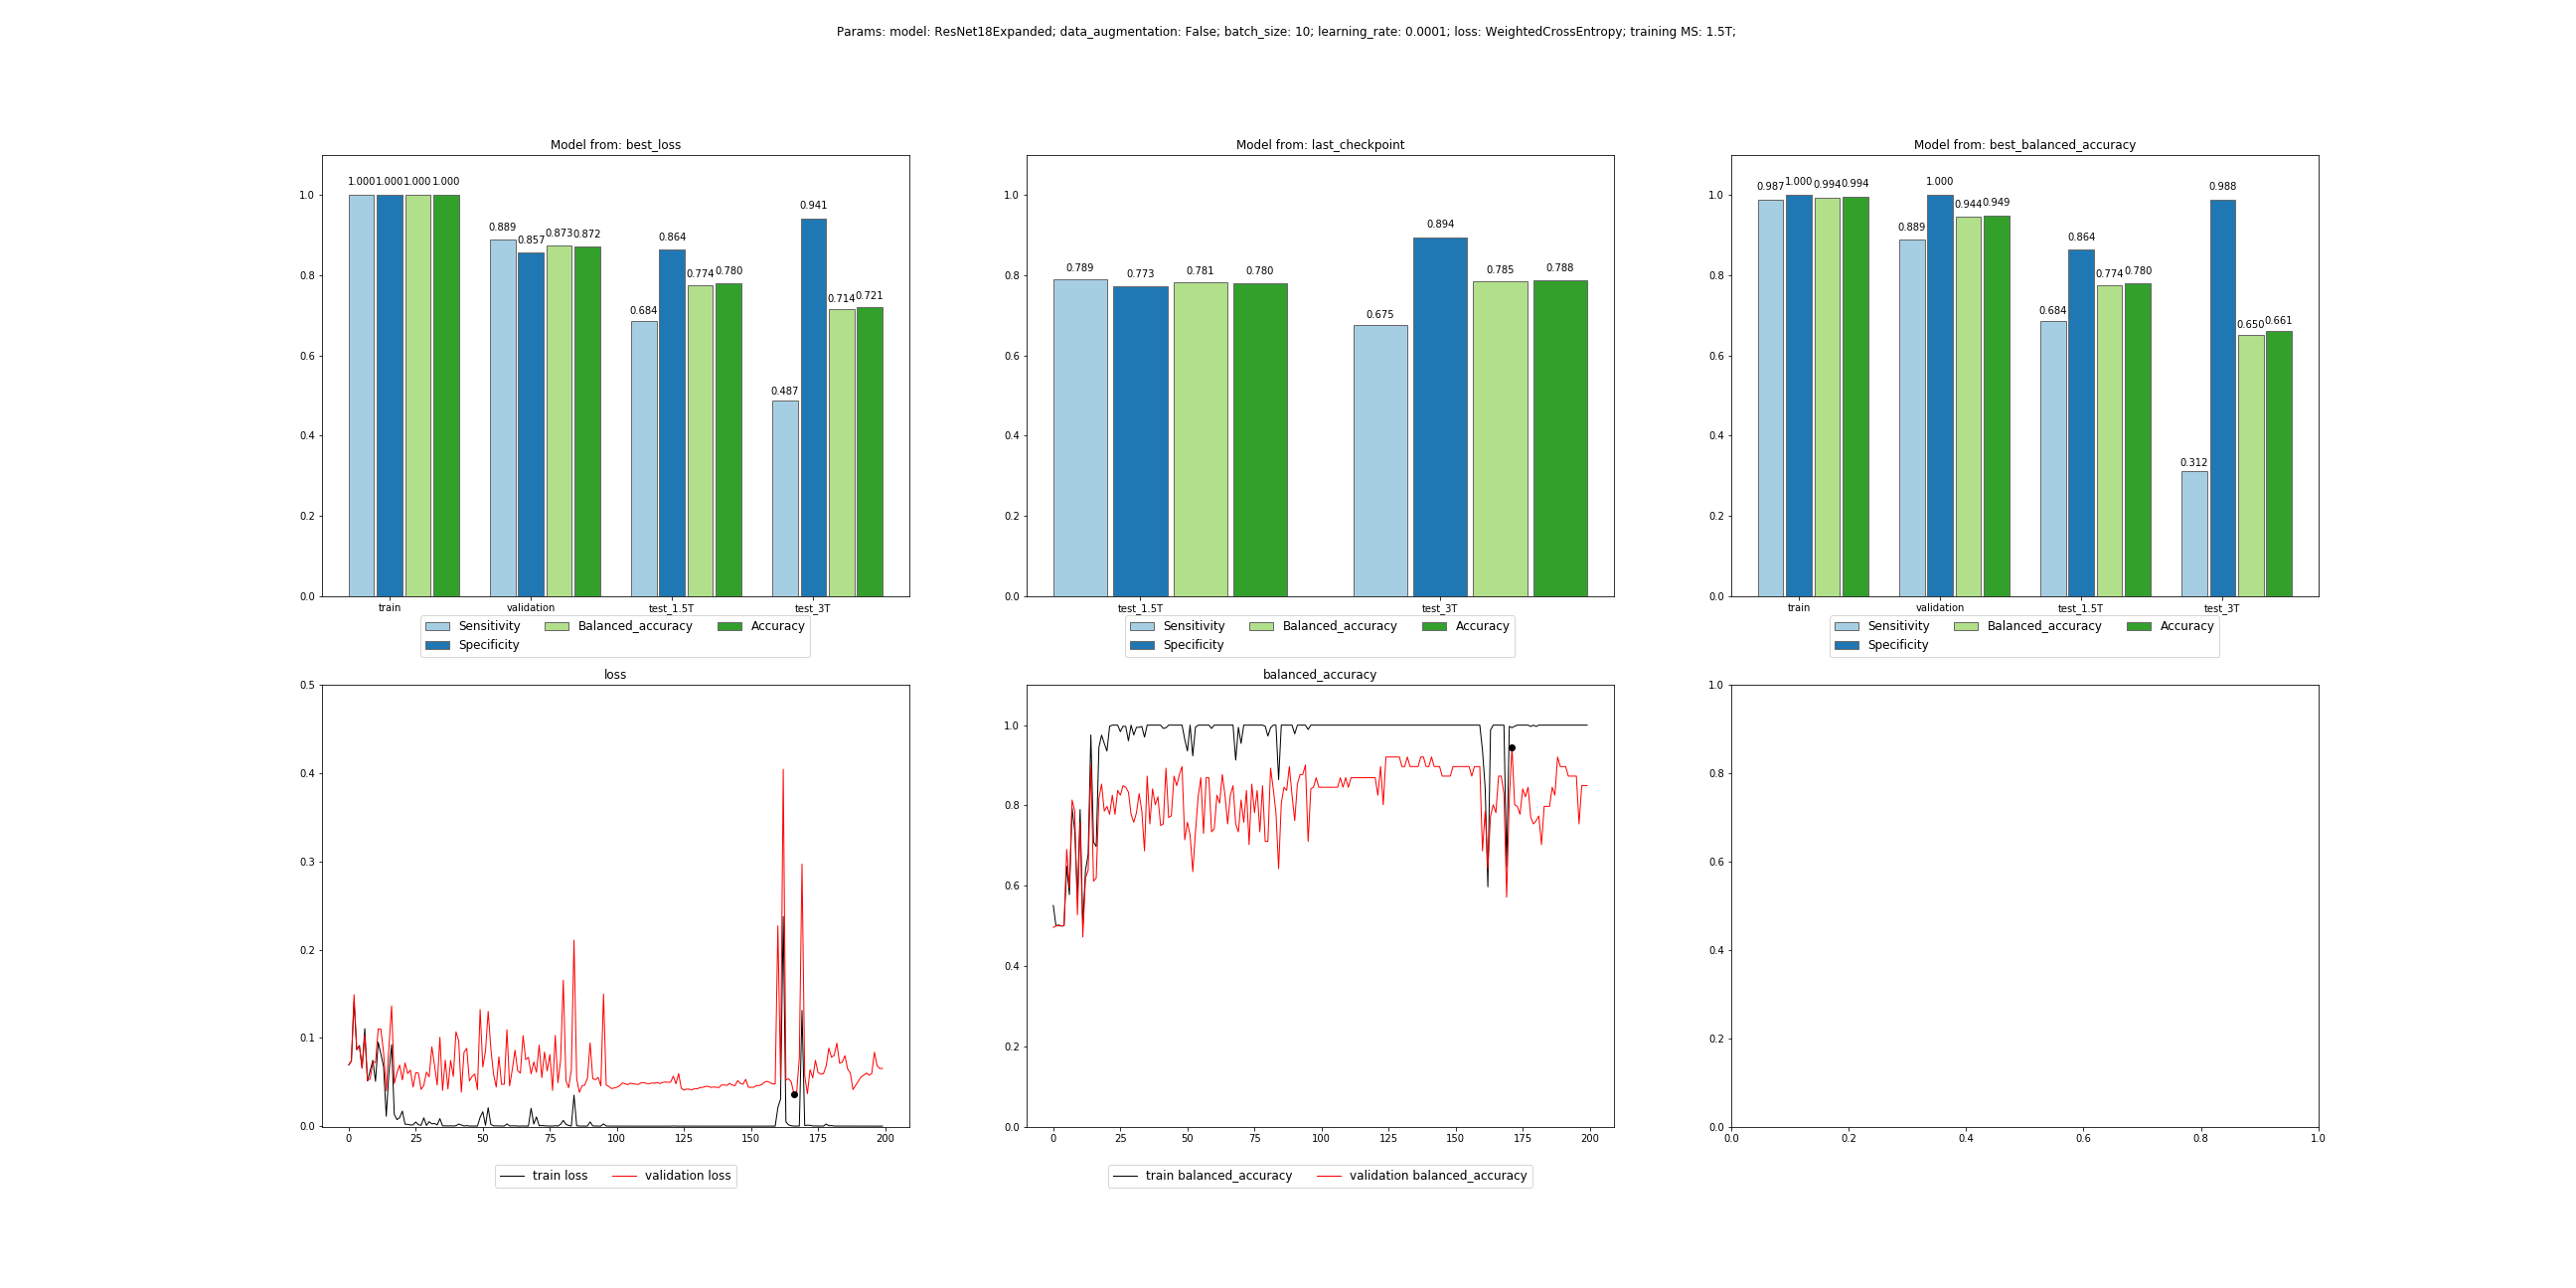 Params: model: ResNet18Expanded; data_augmentation: False; batch_size: 10; learning_rate: 0.0001; loss: WeightedCrossEntropy; training MS: 1.5T;
Model from: best_loss
1.000 1.000 1.000 1.000
0.889 0.857 0.873 0.872
0.684 0.864 0.774 0.780
0.487 0.941 0.714 0.721
1.0
0.8
0.6
0.4
0.2
0.0
train validation test_1.5T test_3T
Sensitivity Balanced_accuracy Accuracy
Specificity
Model from: last_checkpoint
0.789 0.773 0.781 0.780
0.675 0.894 0.785 0.788
1.0
0.8
0.6
0.4
0.2
0.0
test_1.5T test_3T
Sensitivity Balanced_accuracy Accuracy
Specificity
Model from: best_balanced_accuracy
0.987 1.000 0.994 0.994
0.889 1.000 0.944 0.949
0.684 0.864 0.774 0.780
0.312 0.988 0.650 0.661
1.0
0.8
0.6
0.4
0.2
0.0
train validation test_1.5T test_3T
Sensitivity Balanced_accuracy Accuracy
Specificity
loss
0.5
0.4
0.3
0.2
0.1
0.0
0 25 50 75 100 125 150 175 200
train loss validation loss
balanced_accuracy
1.0
0.8
0.6
0.4
0.2
0.0
0 25 50 75 100 125 150 175 200
train balanced_accuracy validation balanced_accuracy
1.0
0.8
0.6
0.4
0.2
0.0
0.0 0.2 0.4 0.6 0.8 1.0